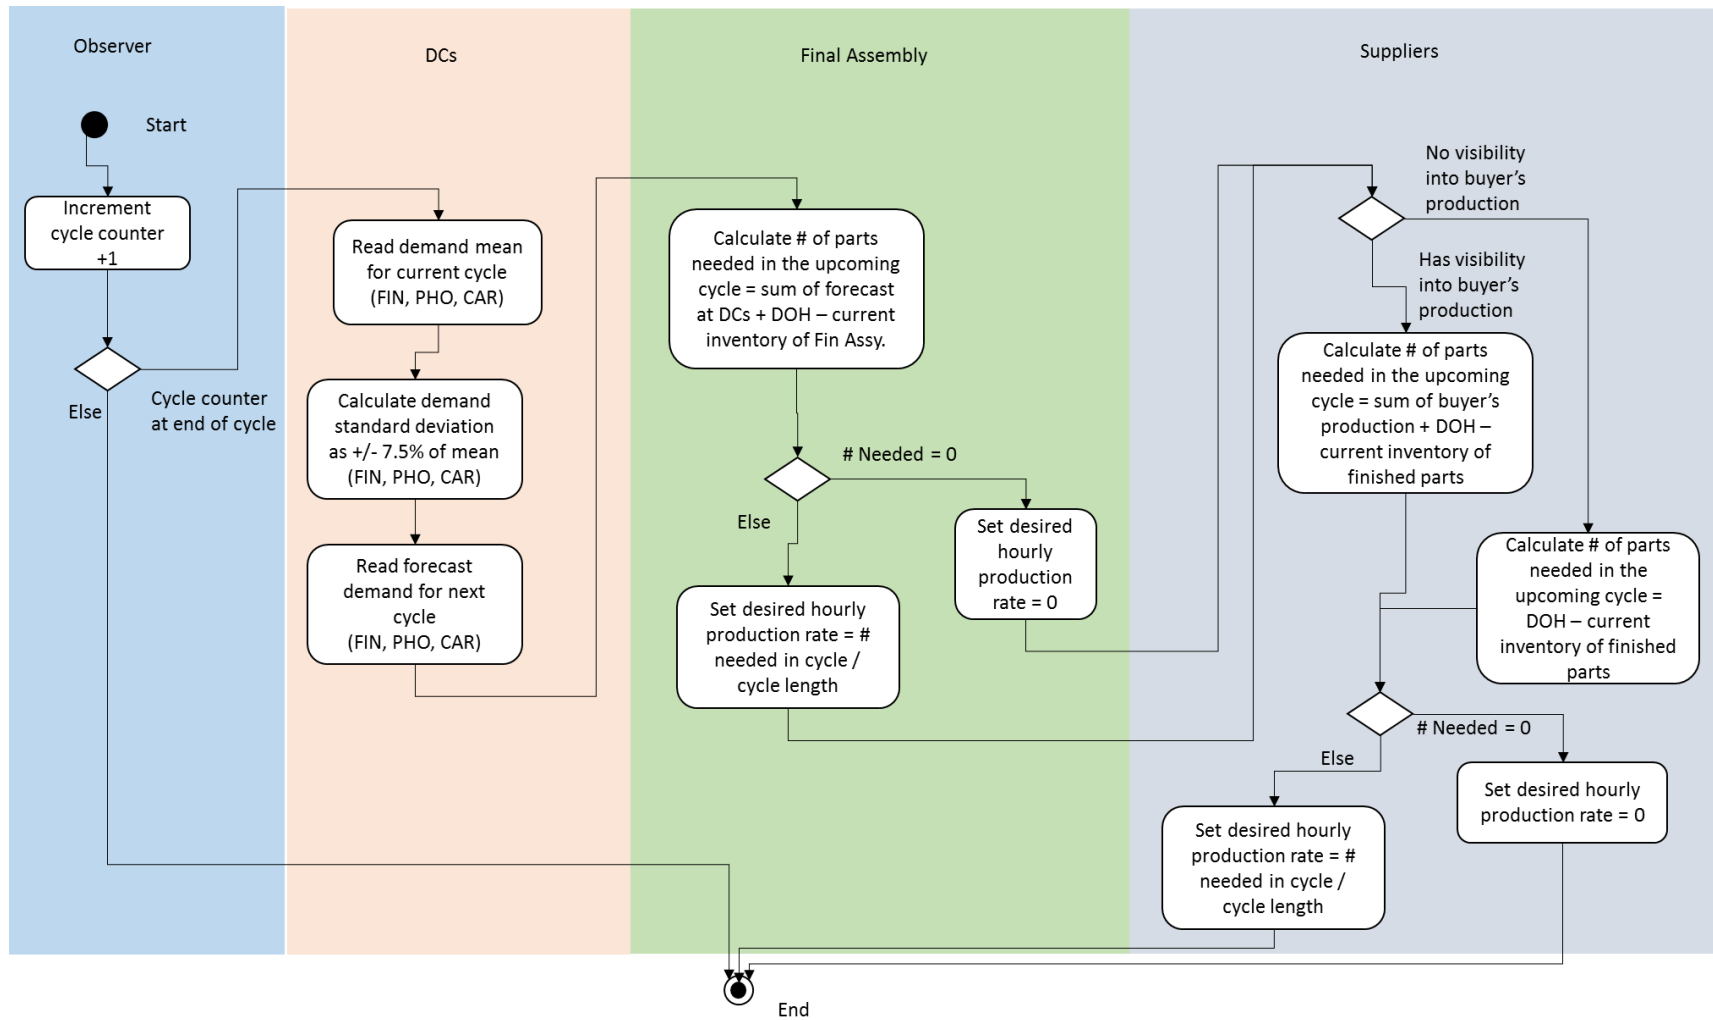 Observer
DCs
Final Assembly
Suppliers
Start
Increment
cycle counter
+1
Else
Cycle counter
at end of cycle
Read demand mean
for current cycle
(FIN, PHO, CAR)
Calculate demand
standard deviation
as +/- 7.5% of mean
(FIN, PHO, CAR)
Read forecast
demand for next
cycle
(FIN, PHO, CAR)
Calculate # of parts
needed in the upcoming
cycle = sum of forecast
at DCs + DOH – current
inventory of Fin Assy.
# Needed = 0
Else
Set desired
hourly
production
rate = 0
Set desired hourly
production rate = #
needed in cycle /
cycle length
No visibility
into buyer’s
production
Has visibility
into buyer’s
production
Calculate # of parts
needed in the upcoming
cycle = sum of buyer’s
production + DOH –
current inventory of
finished parts
Calculate # of parts
needed in the
upcoming cycle =
DOH – current
inventory of finished
parts
# Needed = 0
Else
Set desired hourly
production rate = 0
Set desired hourly
production rate = #
needed in cycle /
cycle length
End